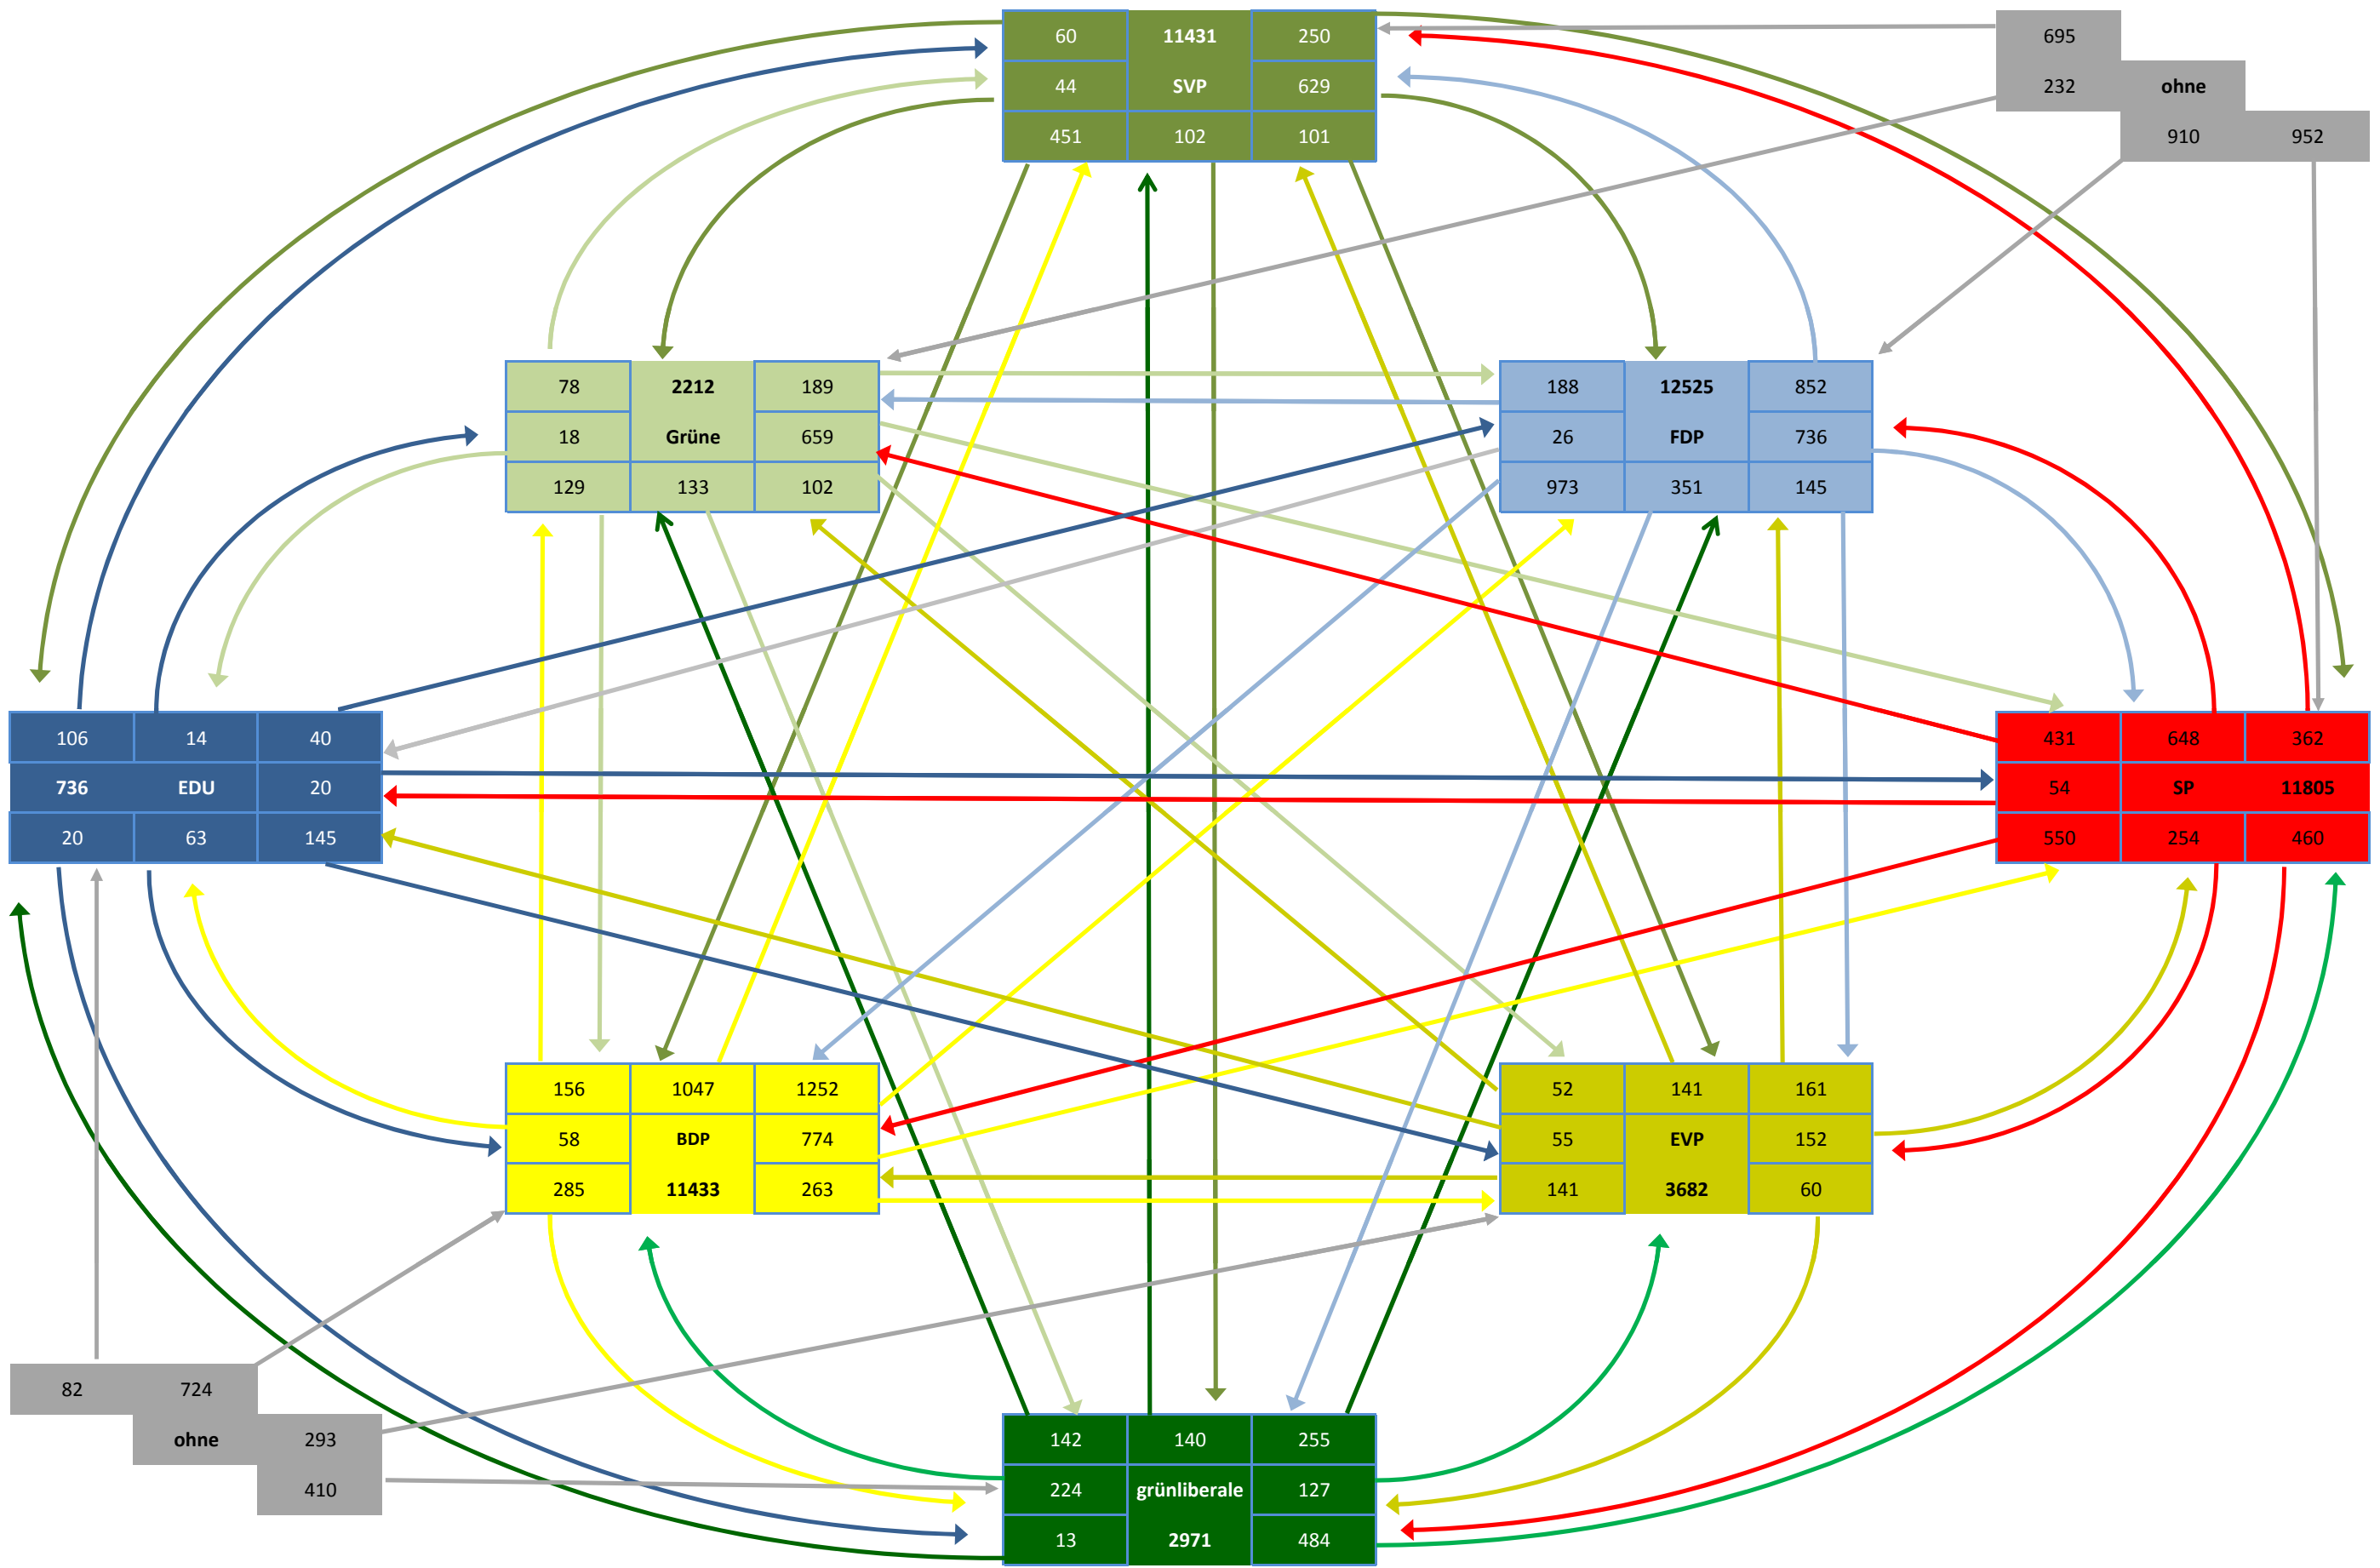 60 11431 250 695
44 SVP 629 232 ohne
451 102 101 910 952
78 2212 189 188 12525 852
18 Grüne 659 26 FDP 736
129 133 102 973 351 145
106 14 40 431 648 362
736 EDU 20 54 SP 11805
20 63 145 550 254 460
156 1047 1252 52 141 161
58 BDP 774 55 EVP 152
285 11433 263 141 3682 60
82 724
ohne 293 142 140 255
410 224 grünliberale 127
13 2971 484